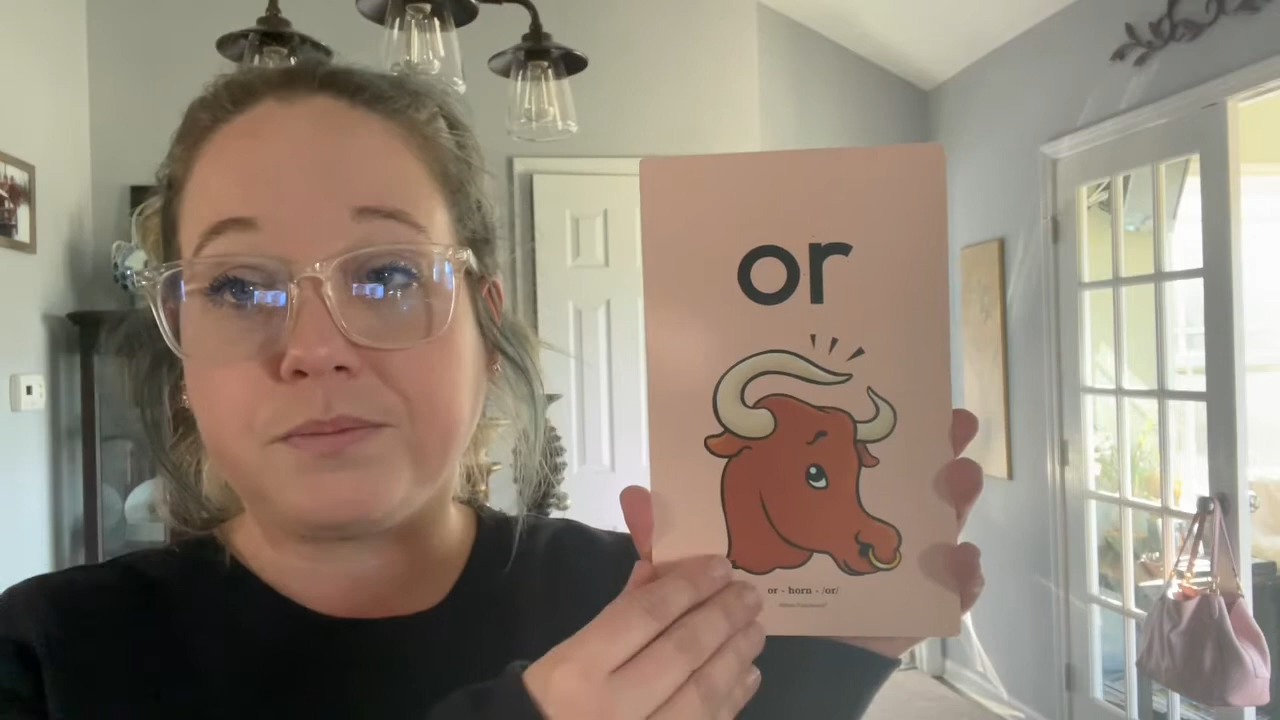 or
or - horn - /or/